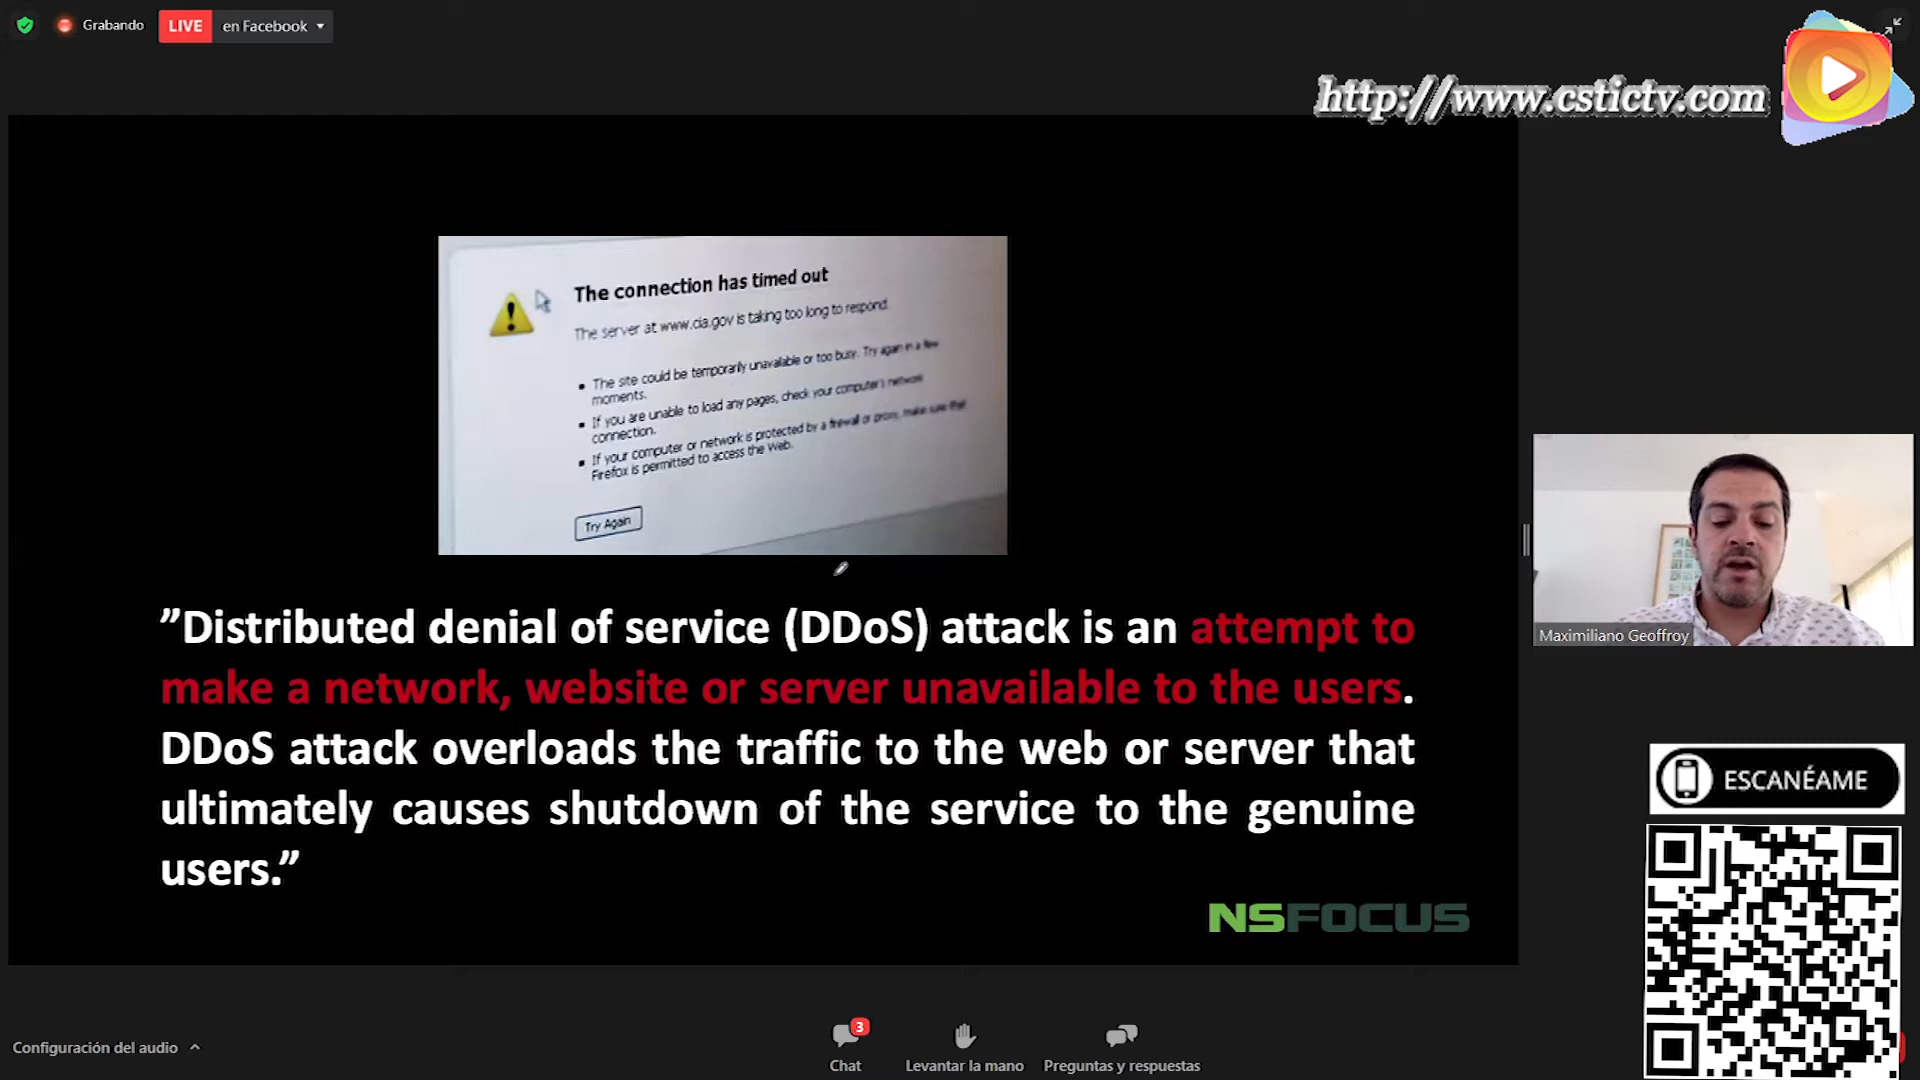 Grabando
LIVE en Facebook
http://www.cstictv.com
The connection has timed out
The server at www.cia.gov is taking too long to respond.
The site could be temporarily unavailable or too busy. Try again in a few
moments.
If you are unable to load any pages, check your computer's network
connection.
If your computer or network is protected by a firewall or proxy, make sure that
Firefox is permitted to access the Web.
Try Again
”Distributed denial of service (DDoS) attack is an attempt to
make a network, website or server unavailable to the users.
DDoS attack overloads the traffic to the web or server that
ultimately causes shutdown of the service to the genuine
users.”
NSFOCUS
Maximiliano Geoffroy
ESCANÉAME
Configuración del audio
3
Chat
Levantar la mano
Preguntas y respuestas